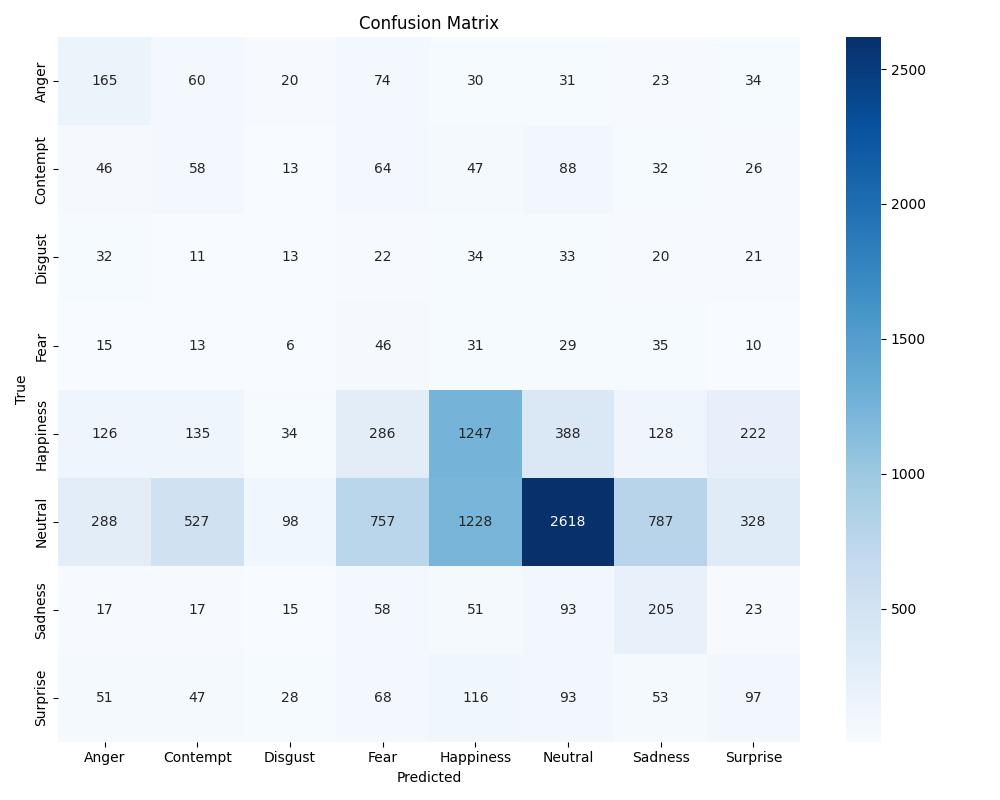 Confusion Matrix
Anger 165 60 20 74 30 31 23 34
Contempt 46 58 13 64 47 88 32 26
Disgust 32 11 13 22 34 33 20 21
Fear 15 13 6 46 31 29 35 10
Happiness 126 135 34 286 1247 388 128 222
Neutral 288 527 98 757 1228 2618 787 328
Sadness 17 17 15 58 51 93 205 23
Surprise 51 47 28 68 116 93 53 97
True
Anger Contempt Disgust Fear Happiness Neutral Sadness Surprise
Predicted
2500
2000
1500
1000
500